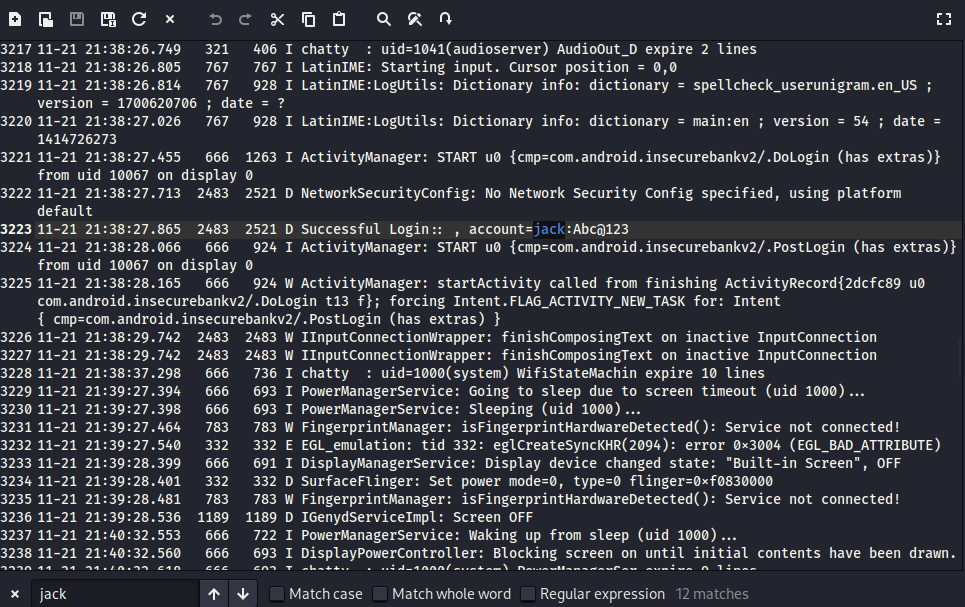 3217 11-21 21:38:26.749 321 406 I chatty : uid=1041(audioserver) AudioOut_D expire 2 lines
3218 11-21 21:38:26.805 767 767 I LatinIME: Starting input. Cursor position = 0,0
3219 11-21 21:38:26.814 767 928 I LatinIME:LogUtils: Dictionary info: dictionary = spellcheck_userunigram.en_US ;
version = 1700620706 ; date = ?
3220 11-21 21:38:27.026 767 928 I LatinIME:LogUtils: Dictionary info: dictionary = main:en ; version = 54 ; date =
1414726273
3221 11-21 21:38:27.455 666 1263 I ActivityManager: START u0 {cmp=com.android.insecurebankv2/.DoLogin (has extras)}
from uid 10067 on display 0
3222 11-21 21:38:27.713 2483 2521 D NetworkSecurityConfig: No Network Security Config specified, using platform
default
3223 11-21 21:38:27.865 2483 2521 D Successful Login:: , account=jack:Abc@123
3224 11-21 21:38:28.066 666 924 I ActivityManager: START u0 {cmp=com.android.insecurebankv2/.PostLogin (has extras)}
from uid 10067 on display 0
3225 11-21 21:38:28.165 666 924 W ActivityManager: startActivity called from finishing ActivityRecord{2dcfc89 u0
com.android.insecurebankv2/.DoLogin t13 f}; forcing Intent.FLAG_ACTIVITY_NEW_TASK for: Intent
{ cmp=com.android.insecurebankv2/.PostLogin (has extras) }
3226 11-21 21:38:29.742 2483 2483 W IInputConnectionWrapper: finishComposingText on inactive InputConnection
3227 11-21 21:38:29.742 2483 2483 W IInputConnectionWrapper: finishComposingText on inactive InputConnection
3228 11-21 21:38:37.298 666 736 I chatty : uid=1000(system) WifiStateMachin expire 10 lines
3229 11-21 21:39:27.394 666 693 I PowerManagerService: Going to sleep due to screen timeout (uid 1000)...
3230 11-21 21:39:27.398 666 693 I PowerManagerService: Sleeping (uid 1000)...
3231 11-21 21:39:27.464 783 783 W FingerprintManager: isFingerprintHardwareDetected(): Service not connected!
3232 11-21 21:39:27.540 332 332 E EGL_emulation: tid 332: eglCreateSyncKHR(2094): error 0x3004 (EGL_BAD_ATTRIBUTE)
3233 11-21 21:39:28.399 666 691 I DisplayManagerService: Display device changed state: "Built-in Screen", OFF
3234 11-21 21:39:28.401 332 332 D SurfaceFlinger: Set power mode=0, type=0 flinger=0xf0830000
3235 11-21 21:39:28.481 783 783 W FingerprintManager: isFingerprintHardwareDetected(): Service not connected!
3236 11-21 21:39:28.536 1189 1189 D IGenydServiceImpl: Screen OFF
3237 11-21 21:40:32.553 666 722 I PowerManagerService: Waking up from sleep (uid 1000)...
3238 11-21 21:40:32.560 666 693 I DisplayPowerController: Blocking screen on until initial contents have been drawn.
jack
Match case
Match whole word
Regular expression
12 matches